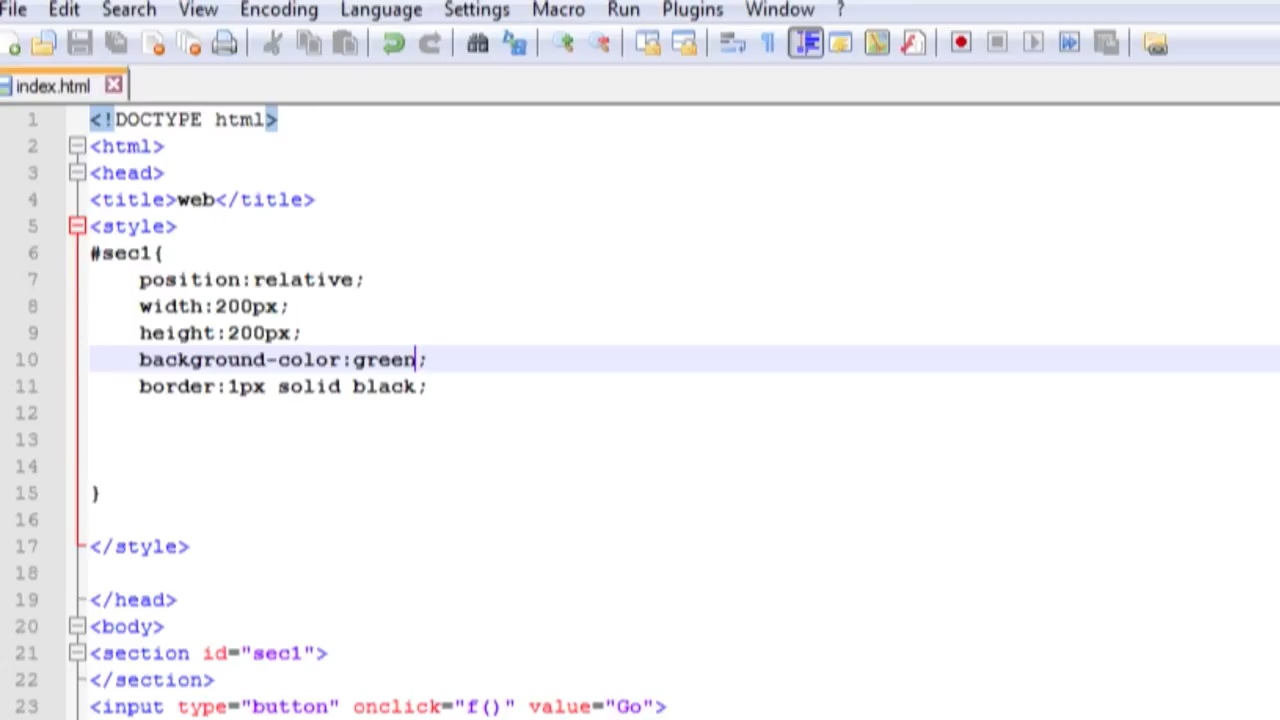 File Edit Search View Encoding Language Settings Macro Run Plugins Window ?
index.html
1 <!DOCTYPE html>
2 <html>
3 <head>
4 <title>web</title>
5 <style>
6 #sec1{
7 position:relative;
8 width:200px;
9 height:200px;
10 background-color:green;
11 border:1px solid black;
12
13
14
15 }
16
17 </style>
18
19 </head>
20 <body>
21 <section id="sec1">
22 </section>
23 <input type="button" onclick="f()" value="Go">